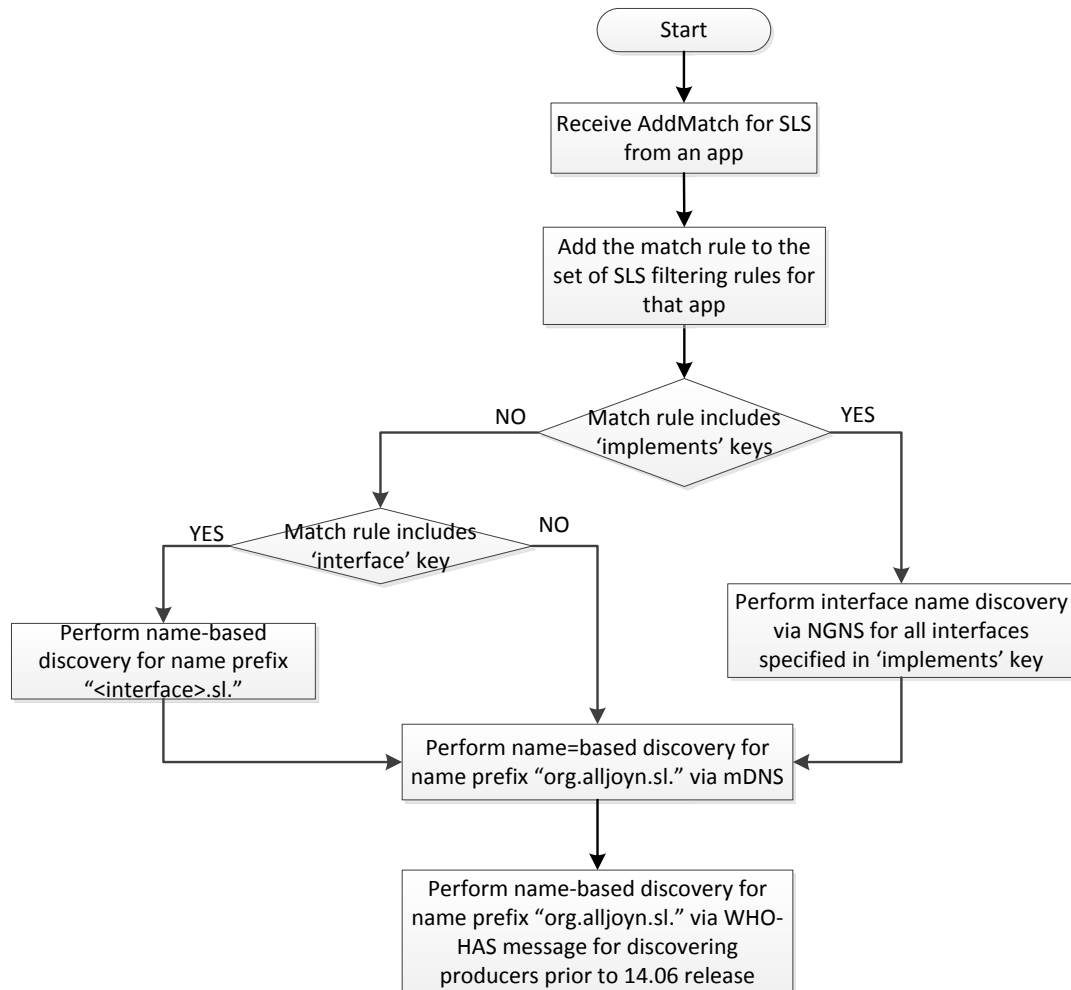 Start
Receive AddMatch for SLS
from an app
Add the match rule to the
set of SLS filtering rules for
that app
Match rule includes
‘implements’ keys
NO
YES
Match rule includes
‘interface’ key
YES
NO
Perform name-based
discovery for name prefix
“<interface>.sl.”
Perform interface name discovery
via NGNS for all interfaces
specified in ‘implements’ key
Perform name=based discovery for
name prefix “org.alljoyn.sl.” via mDNS
Perform name-based discovery for
name prefix “org.alljoyn.sl.” via WHO-
HAS message for discovering
producers prior to 14.06 release